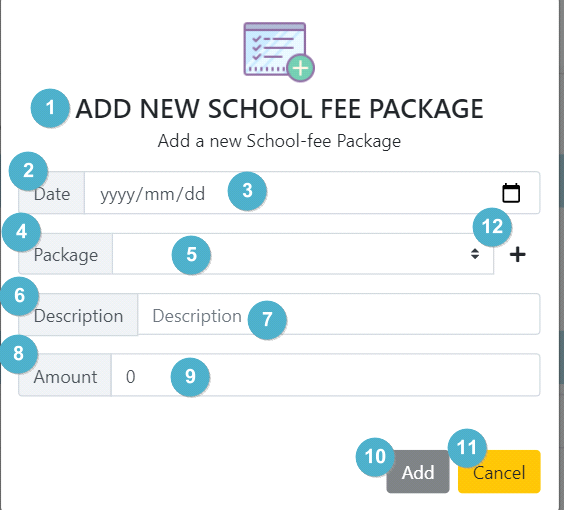 1 ADD NEW SCHOOL FEE PACKAGE
Add a new School-fee Package
2
Date yyyy/mm/dd 3
4 12
Package 5
6
Description Description 7
8
Amount 0 9
10 Add 11 Cancel